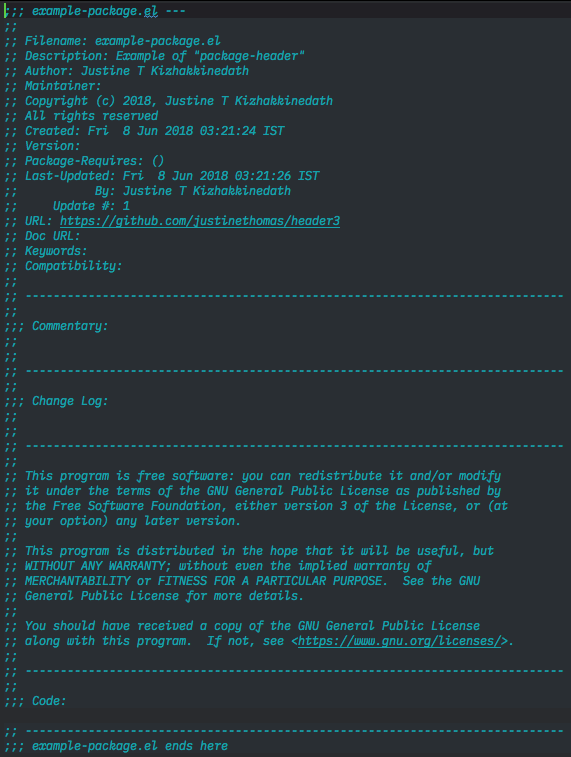 ;;; example-package.el ---
;;
;; Filename: example-package.el
;; Description: Example of "package-header"
;; Author: Justine T Kizhakkinedath
;; Maintainer:
;; Copyright (c) 2018, Justine T Kizhakkinedath
;; All rights reserved
;; Created: Fri  8 Jun 2018 03:21:24 IST
;; Version:
;; Package-Requires: ()
;; Last-Updated: Fri  8 Jun 2018 03:21:26 IST
;;           By: Justine T Kizhakkinedath
;;     Update #: 1
;; URL: https://github.com/justinethomas/header3
;; Doc URL:
;; Keywords:
;; Compatibility:
;;
;; -----------------------------------------------------------------------------
;;
;;; Commentary:
;;
;;
;; -----------------------------------------------------------------------------
;;
;;; Change Log:
;;
;;
;; -----------------------------------------------------------------------------
;;
;; This program is free software: you can redistribute it and/or modify
;; it under the terms of the GNU General Public License as published by
;; the Free Software Foundation, either version 3 of the License, or (at
;; your option) any later version.
;;
;; This program is distributed in the hope that it will be useful, but
;; WITHOUT ANY WARRANTY; without even the implied warranty of
;; MERCHANTABILITY or FITNESS FOR A PARTICULAR PURPOSE.  See the GNU
;; General Public License for more details.
;;
;; You should have received a copy of the GNU General Public License
;; along with this program.  If not, see <https://www.gnu.org/licenses/>.
;;
;; -----------------------------------------------------------------------------
;;
;;; Code:

;; -----------------------------------------------------------------------------
;;; example-package.el ends here